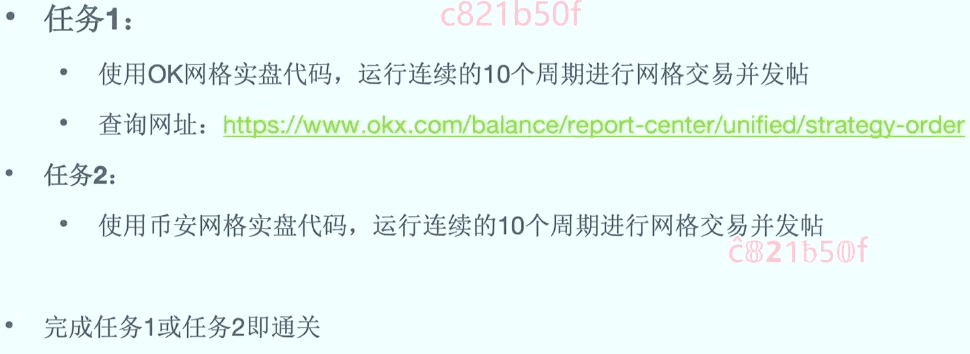 c821b50f
• 任务1：
• 使用OK网格实盘代码，运行连续的10个周期进行网格交易并发帖
• 查询网址：https://www.okx.com/balance/report-center/unified/strategy-order
• 任务2：
• 使用币安网格实盘代码，运行连续的10个周期进行网格交易并发帖
c821b50f
• 完成任务1或任务2即通关